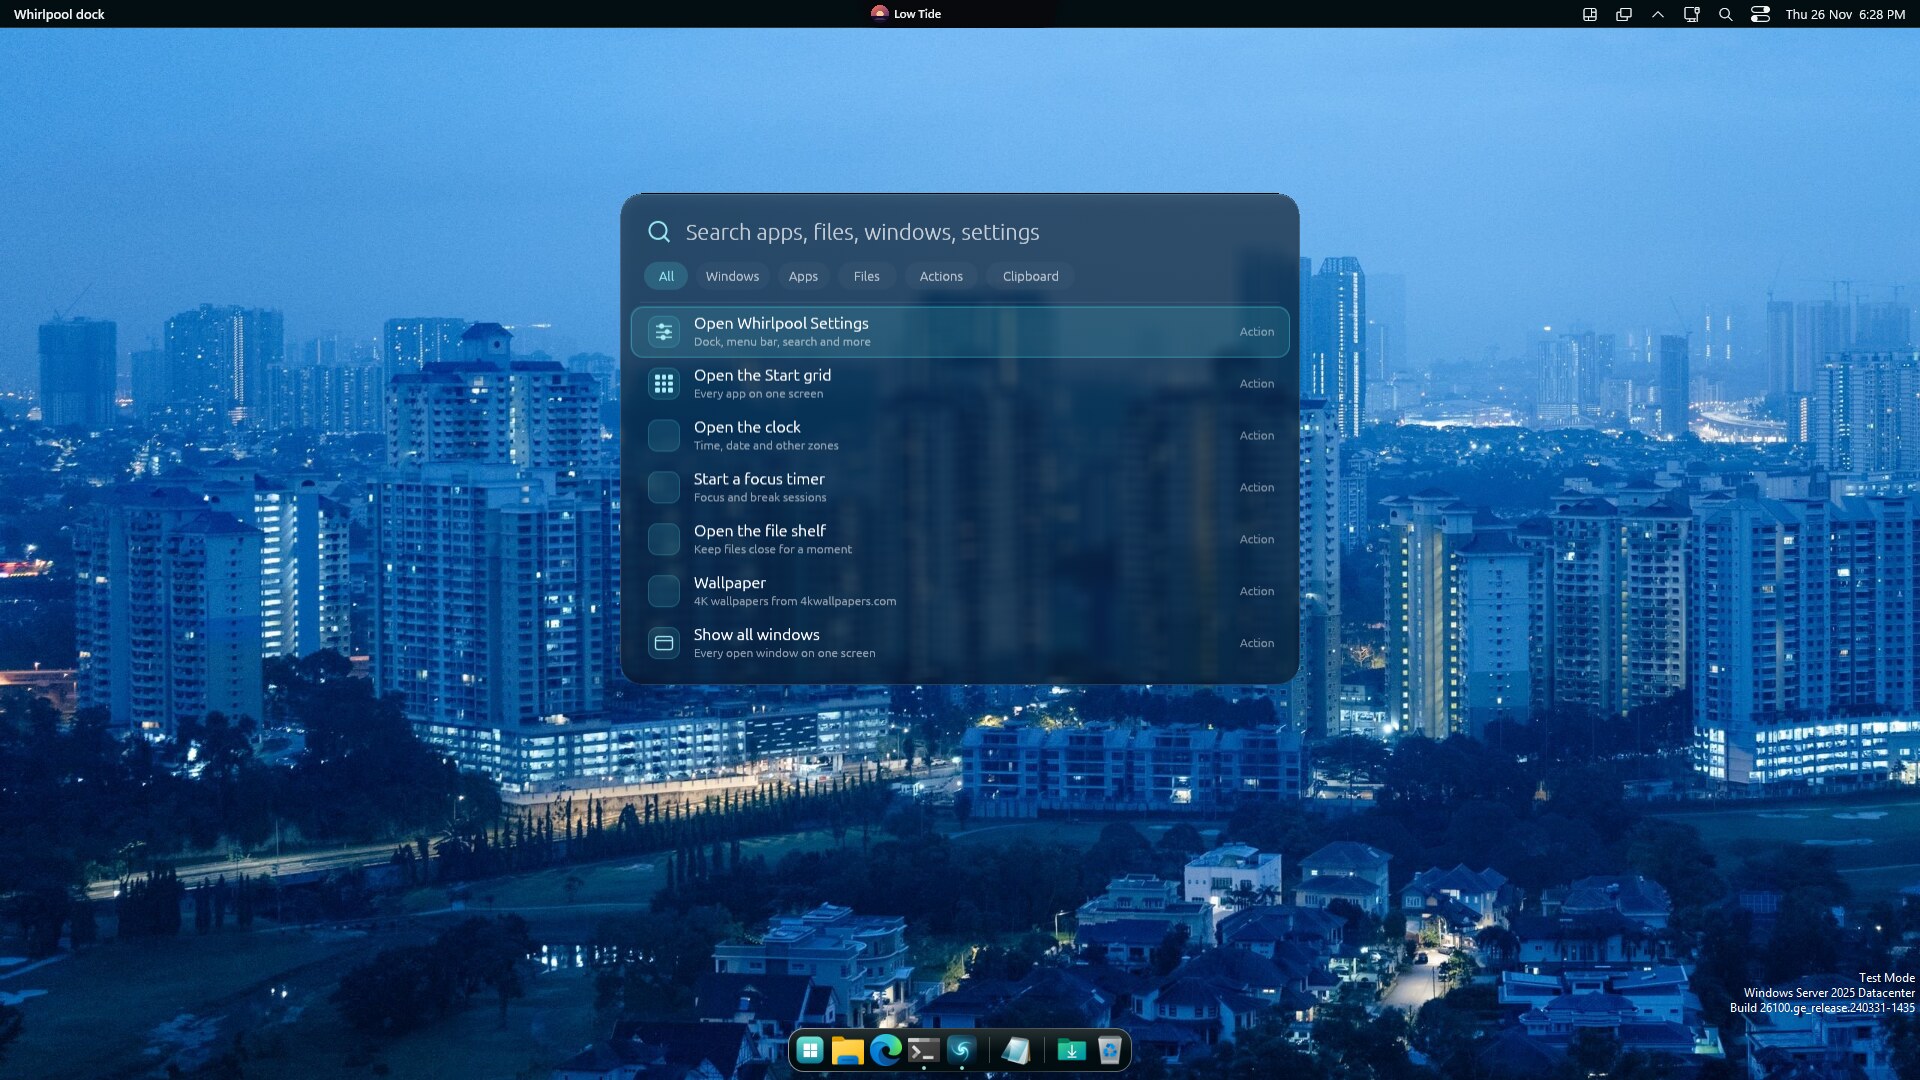 Whirlpool dock
Low Tide
Thu 26 Nov 6:28 PM
Search apps, files, windows, settings
All
Windows
Apps
Files
Actions
Clipboard
Open Whirlpool Settings
Dock, menu bar, search and more
Action
Open the Start grid
Every app on one screen
Action
Open the clock
Time, date and other zones
Action
Start a focus timer
Focus and break sessions
Action
Open the file shelf
Keep files close for a moment
Action
Wallpaper
4K wallpapers from 4kwallpapers.com
Action
Show all windows
Every open window on one screen
Action
Test Mode
Windows Server 2025 Datacenter
Build 26100.ge_release.240331-1435